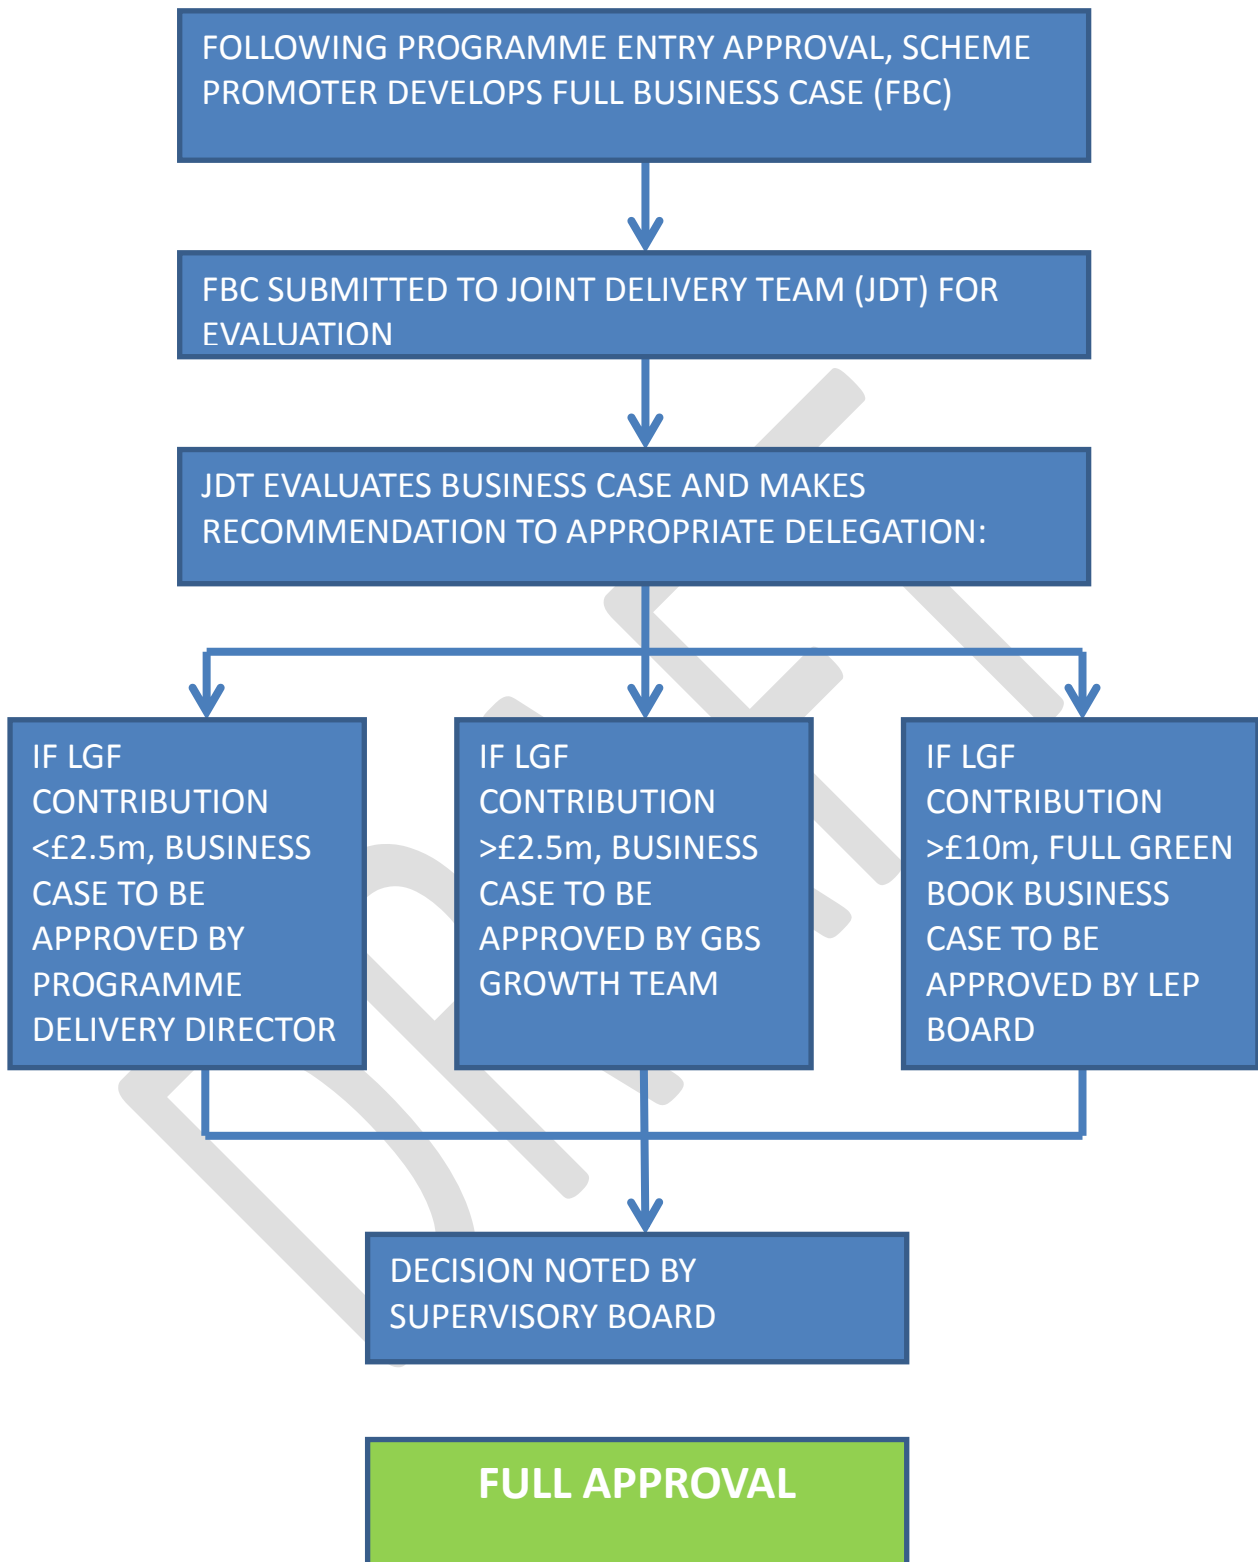 FOLLOWING PROGRAMME ENTRY APPROVAL, SCHEME
PROMOTER DEVELOPS FULL BUSINESS CASE (FBC)
FBC SUBMITTED TO JOINT DELIVERY TEAM (JDT) FOR
EVALUATION
JDT EVALUATES BUSINESS CASE AND MAKES
RECOMMENDATION TO APPROPRIATE DELEGATION:
IF LGF
CONTRIBUTION
<£2.5m, BUSINESS
CASE TO BE
APPROVED BY
PROGRAMME
DELIVERY DIRECTOR
IF LGF
CONTRIBUTION
>£2.5m, BUSINESS
CASE TO BE
APPROVED BY GBS
GROWTH TEAM
IF LGF
CONTRIBUTION
>£10m, FULL GREEN
BOOK BUSINESS
CASE TO BE
APPROVED BY LEP
BOARD
DECISION NOTED BY
SUPERVISORY BOARD
FULL APPROVAL
DRAFT